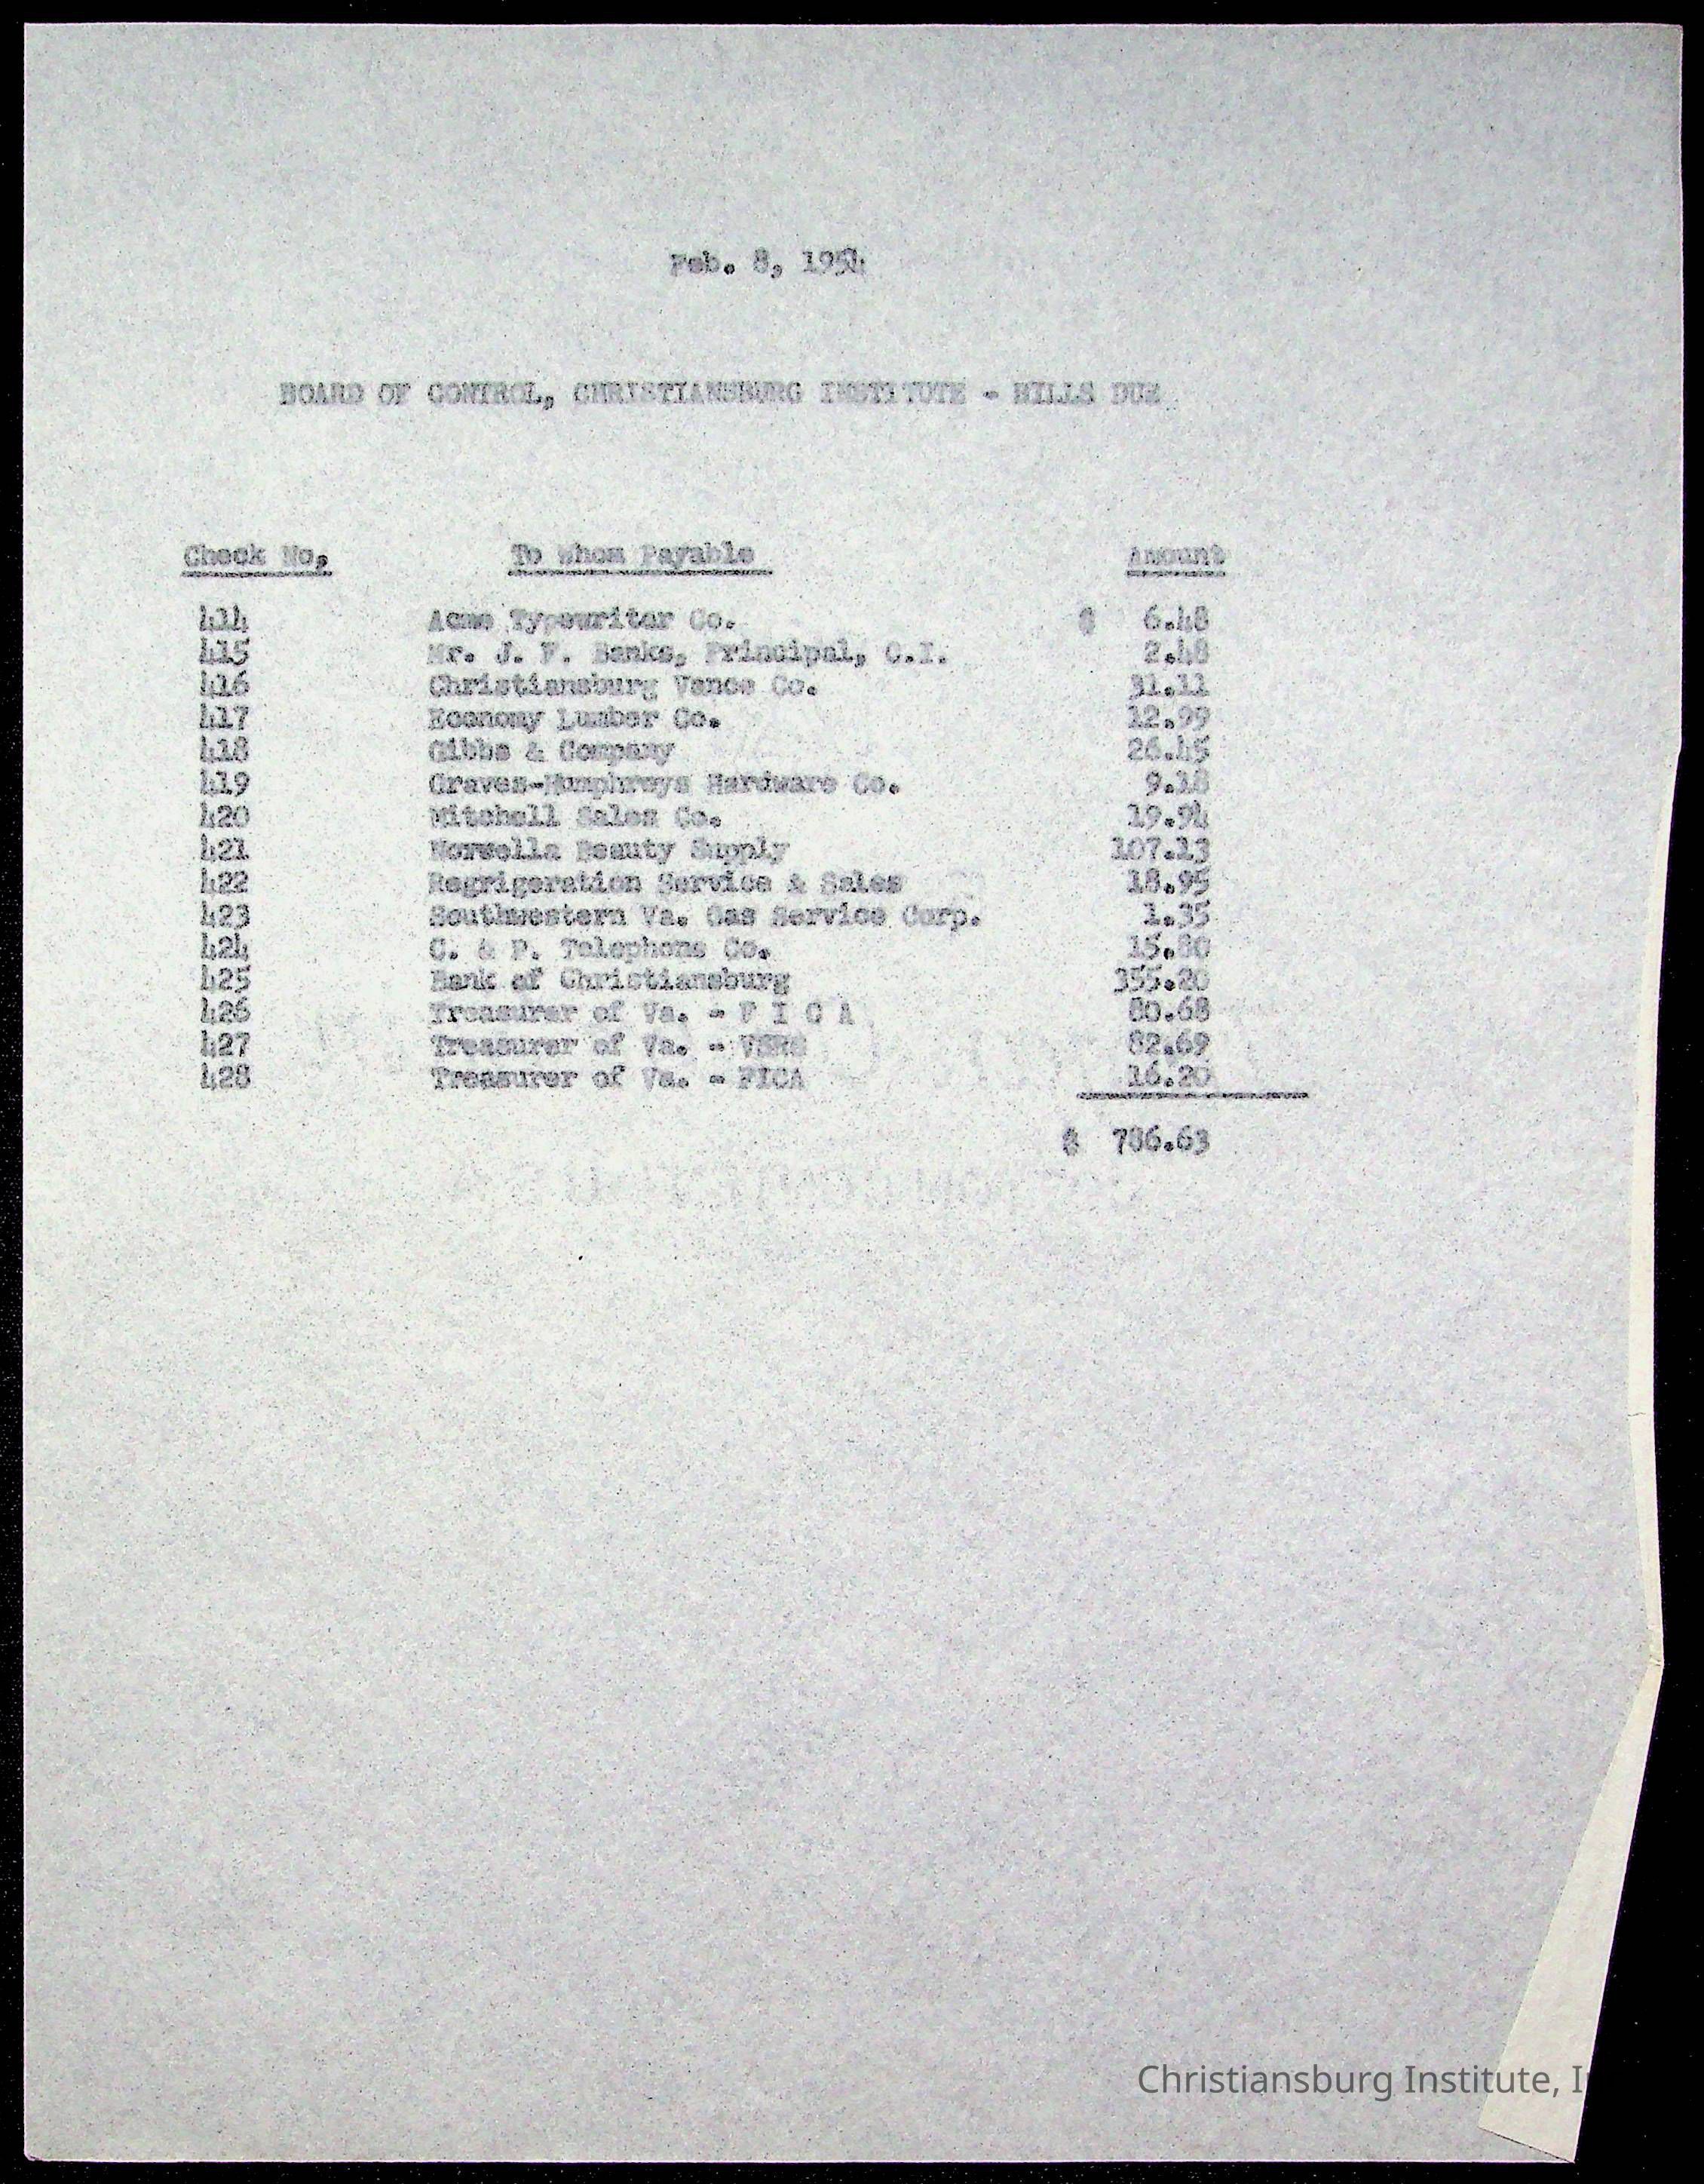 Feb. 8, 1954
BOARD OF CONTROL, CHRISTIANSBURG INSTITUTE - BILLS DUE
Check No, To Whom Payable Amount
414 Acme Typewriter Co. $ 6.48
415 Mr. J. F. Banks, Principal, C.I. 2.48
416 Christiansburg Vance Co. 31.11
417 Economy Lumber Co. 12.99
418 Gibbs & Company 26.45
419 Graves-Humphreys Hardware Co. 9.18
420 Mitchell Sales Co. 19.94
421 Beauty Supply 107.13
422 Regrigeration Service & Sales 18.95
423 Southwestern Va. Gas Service Corp. 1.35
424 C. & P. Telephone Co. 15.80
425 Bank of Christiansburg 355.20
426 Treasurer of Va. - F I C A 80.68
427 Treasurer of Va. - VSRS 82.69
428 Treasurer of Va. - FICA 16.20
$ 786.63
Christiansburg Institute,